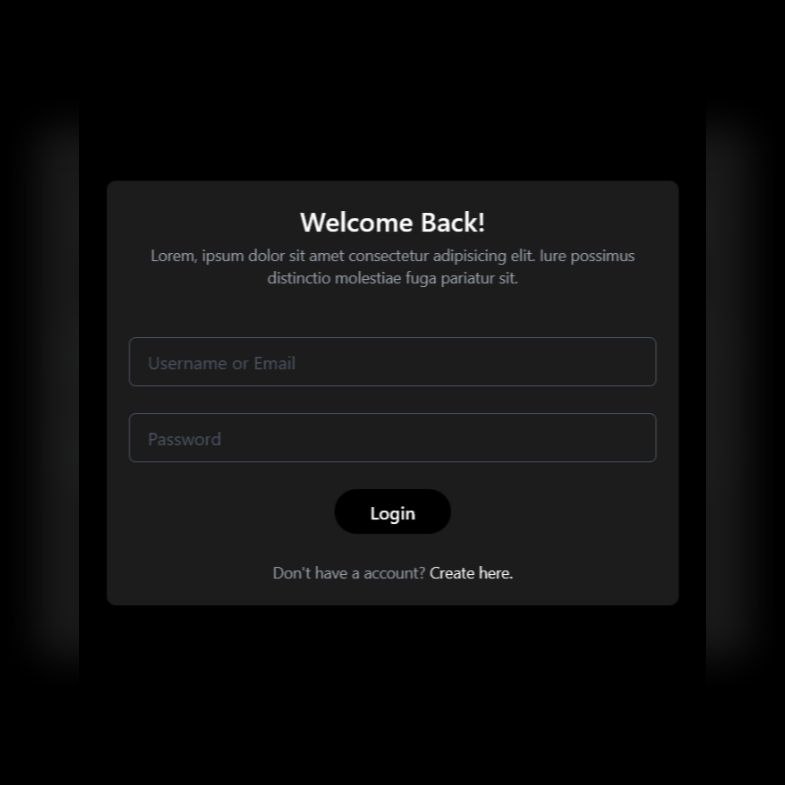 Welcome Back!
Lorem, ipsum dolor sit amet consectetur adipisicing elit. Iure possimus
distinctio molestiae fuga pariatur sit.
Username or Email
Password
Login
Don't have a account? Create here.